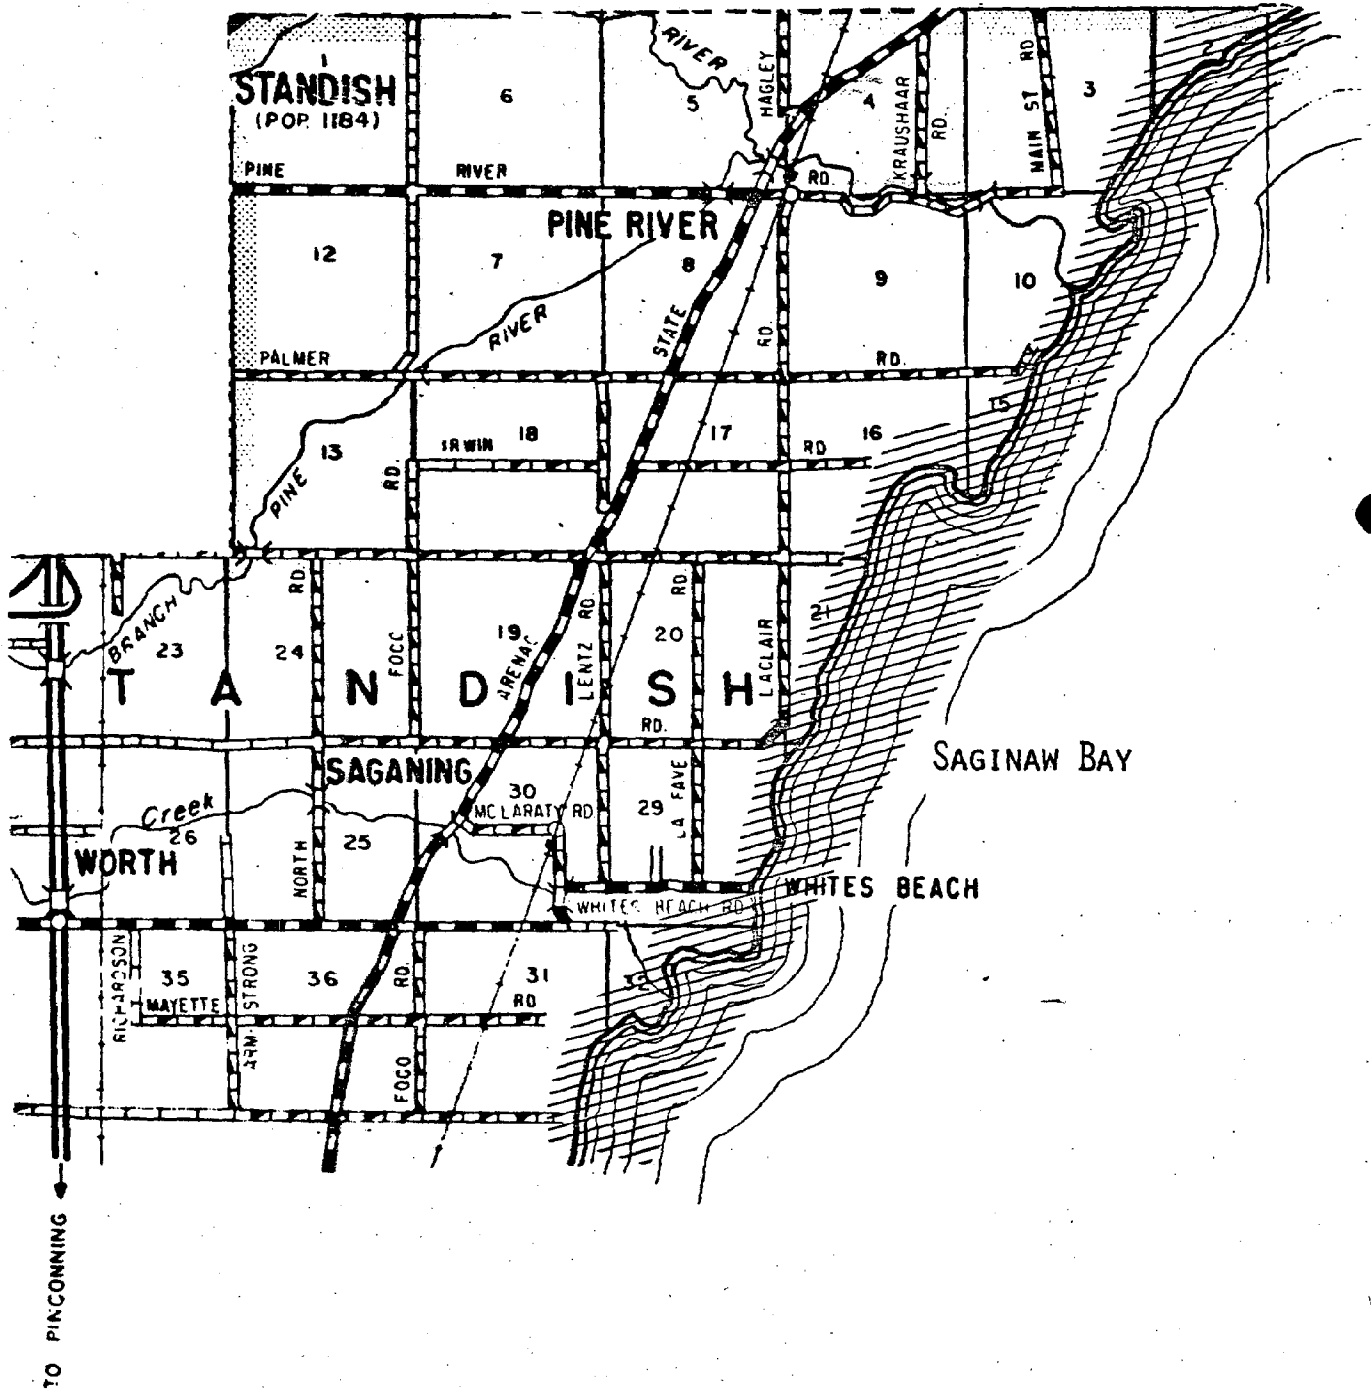 RIVER
HAGLEY
RD
2
1
STANDISH
(POP. 1184)
6
5
4
KRAUSHAAR
RD.
MAIN ST
3
PINE
RIVER
RD.
PINE RIVER
12
7
8
9
10
RIVER
STATE
RD.
PALMER
RD.
15
13
IRWIN
18
17
RD
16
RD.
PINE
RD.
RD.
RD.
BRANCH
23
24
FOGG
19
ARENAC
LENTZ
20
LACLAIR
21
T A N D I S H
RD.
SAGINAW BAY
SAGANING
Creek
26
30
MCLARATY RD
29
LA FAVE
25
NORTH
WORTH
WHITES BEACH
WHITES BEACH RD
RICHARDSON
35
ARMSTRONG
36
RD.
31
32
MAYETTE
RD
FOGG
TO PINCONNING